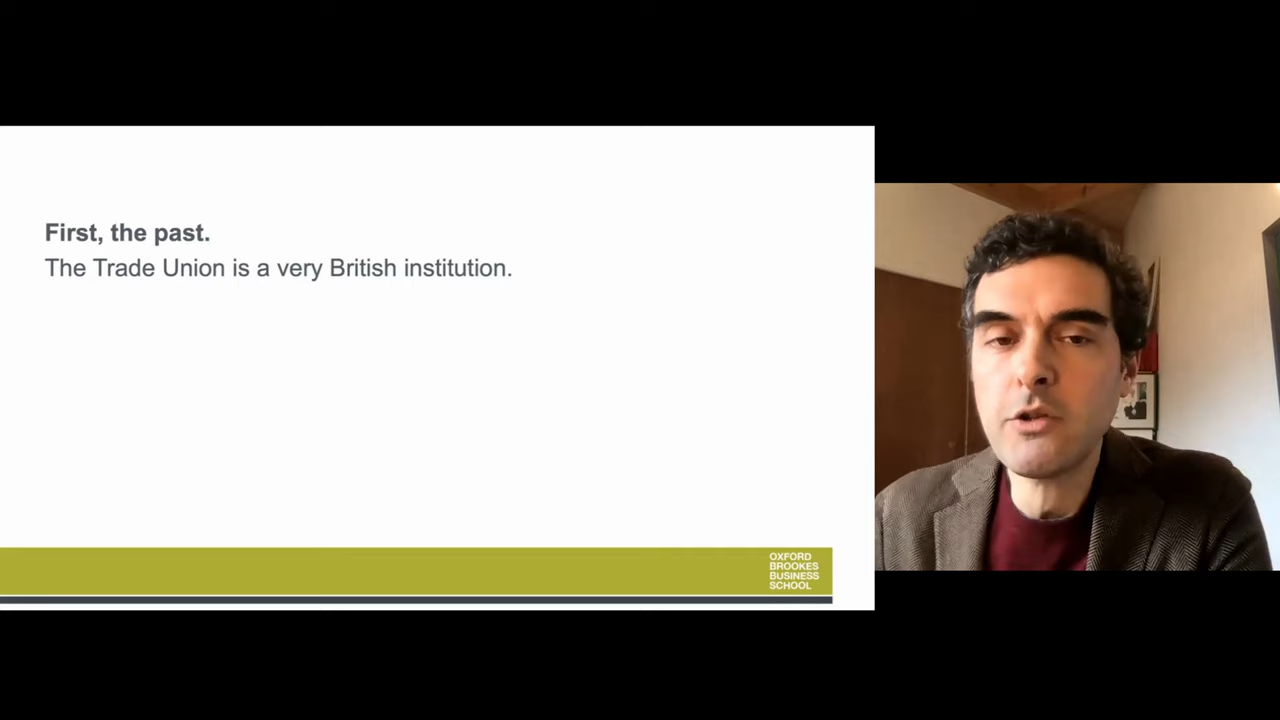 First, the past.
The Trade Union is a very British institution.
OXFORD
BROOKES
BUSINESS
SCHOOL